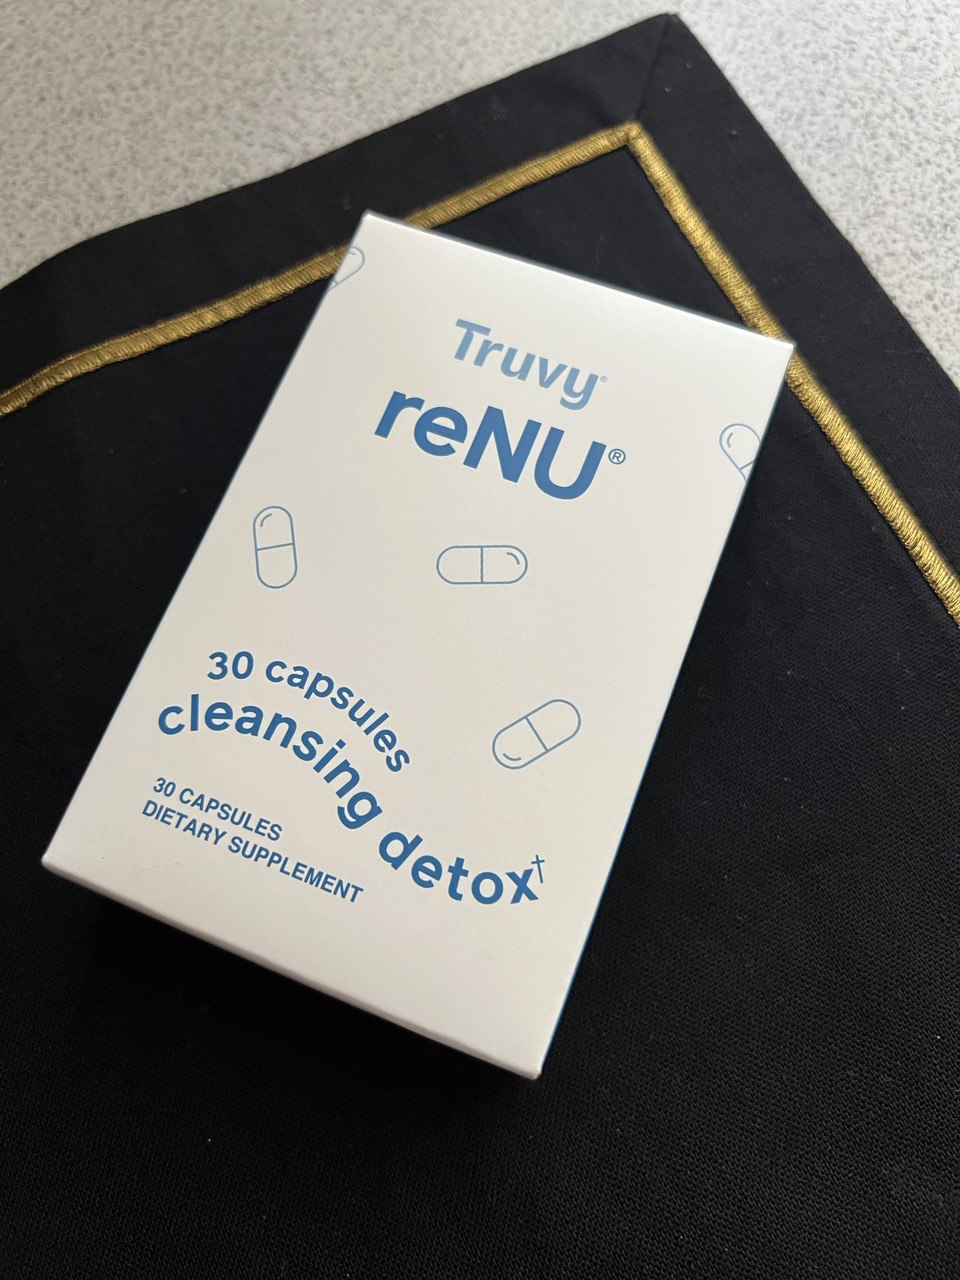 Truvy®
reNU®
30 capsules
cleansing detox†
30 CAPSULES
DIETARY SUPPLEMENT